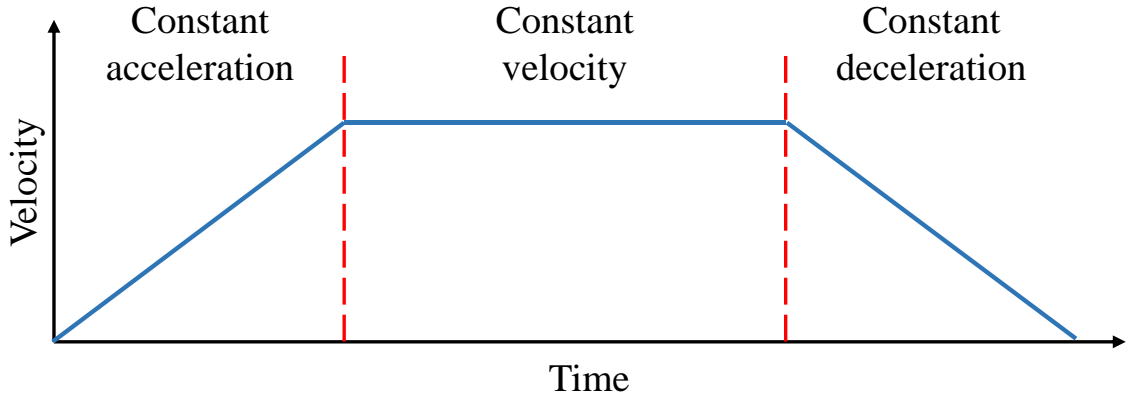 Constant
acceleration
Constant
velocity
Constant
deceleration
Velocity
Time